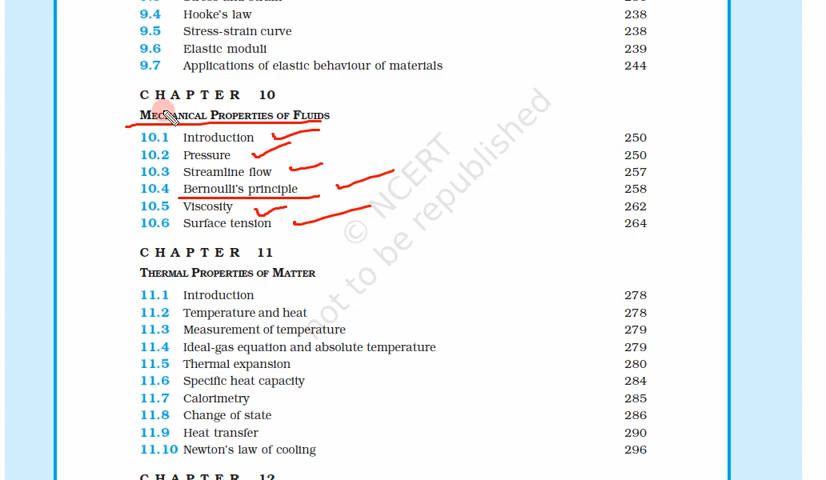 9.4 Hooke's law 238
9.5 Stress-strain curve 238
9.6 Elastic moduli 239
9.7 Applications of elastic behaviour of materials 244
CHAPTER 10
MECHANICAL PROPERTIES OF FLUIDS
10.1 Introduction 250
10.2 Pressure 250
10.3 Streamline flow 257
10.4 Bernoulli's principle 258
10.5 Viscosity 262
10.6 Surface tension 264
© NCERT
not to be republished
CHAPTER 11
THERMAL PROPERTIES OF MATTER
11.1 Introduction 278
11.2 Temperature and heat 278
11.3 Measurement of temperature 279
11.4 Ideal-gas equation and absolute temperature 279
11.5 Thermal expansion 280
11.6 Specific heat capacity 284
11.7 Calorimetry 285
11.8 Change of state 286
11.9 Heat transfer 290
11.10 Newton's law of cooling 296
CHAPTER 12